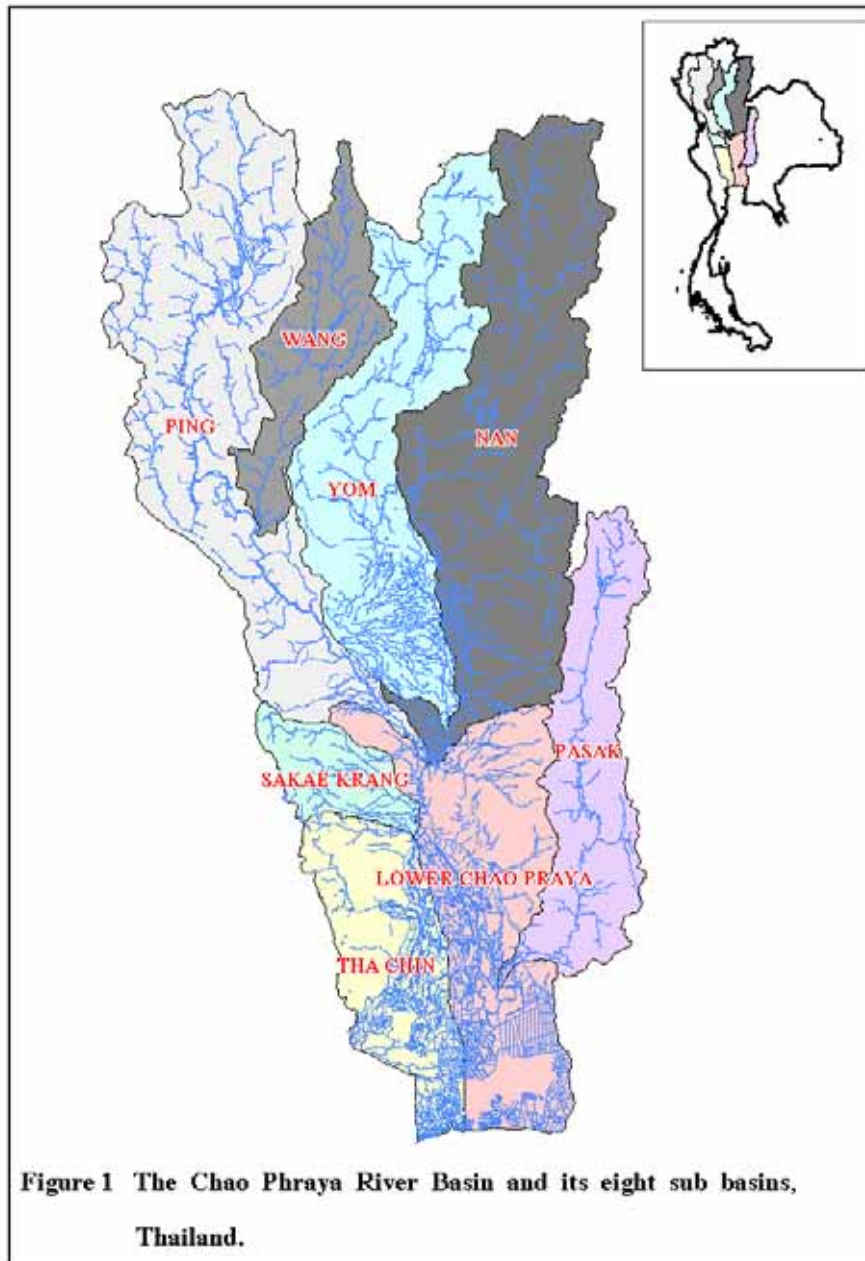 WANG
PING
NAN
YOM
PASAK
SAKAE KRANG
LOWER CHAO PRAYA
THA CHIN
Figure 1 The Chao Phraya River Basin and its eight sub basins,
Thailand.